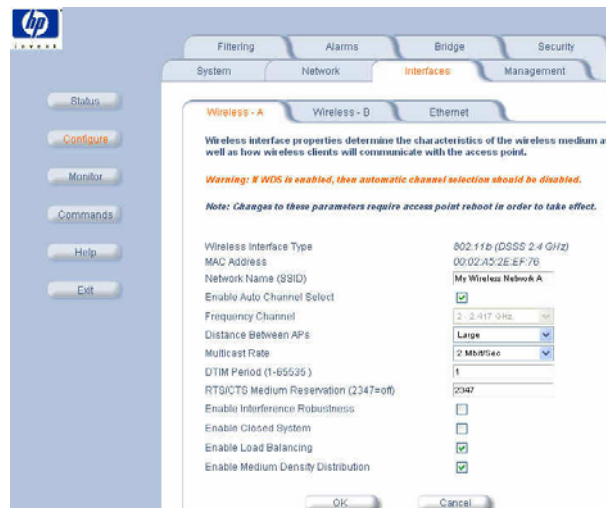 hp
invent
Filtering Alarms Bridge Security
System Network Interfaces Management
Status
Configure
Monitor
Commands
Help
Exit
Wireless - A Wireless - B Ethernet
Wireless interface properties determine the characteristics of the wireless medium a
well as how wireless clients will communicate with the access point.
Warning: If WDS is enabled, then automatic channel selection should be disabled.
Note: Changes to these parameters require access point reboot in order to take effect.
Wireless Interface Type 802.11b (DSSS 2.4 GHz)
MAC Address 00:02:A5:2E:EF:76
Network Name (SSID) My Wireless Network A
Enable Auto Channel Select
Frequency Channel 2 - 2.417 GHz
Distance Between APs Large
Multicast Rate 2 Mbit/Sec
DTIM Period (1-65535 ) 1
RTS/CTS Medium Reservation (2347=off) 2347
Enable Interference Robustness
Enable Closed System
Enable Load Balancing
Enable Medium Density Distribution
OK Cancel